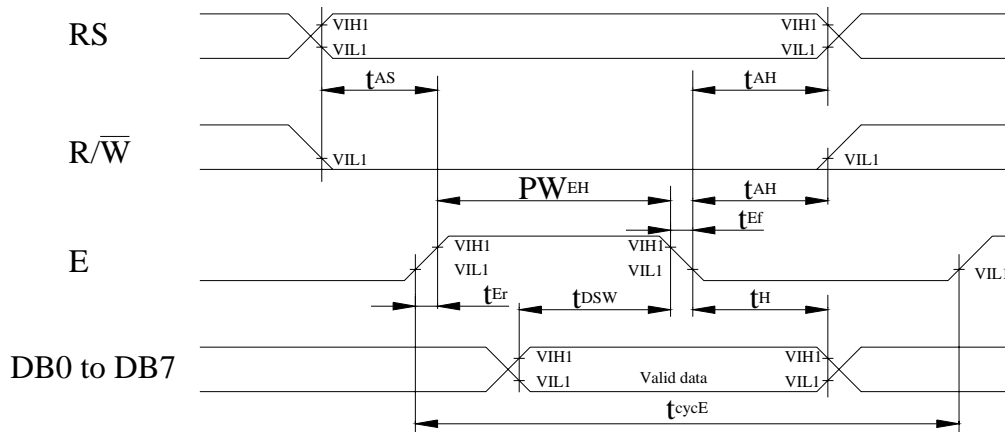 RS
VIH1
VIL1
VIH1
VIL1
tAS
tAH
R/W̅
VIL1
VIL1
PWEH
tAH
tEf
E
VIH1
VIL1
VIH1
VIL1
VIL1
tEr
tDSW
tH
DB0 to DB7
VIH1
VIL1
Valid data
VIH1
VIL1
tcycE